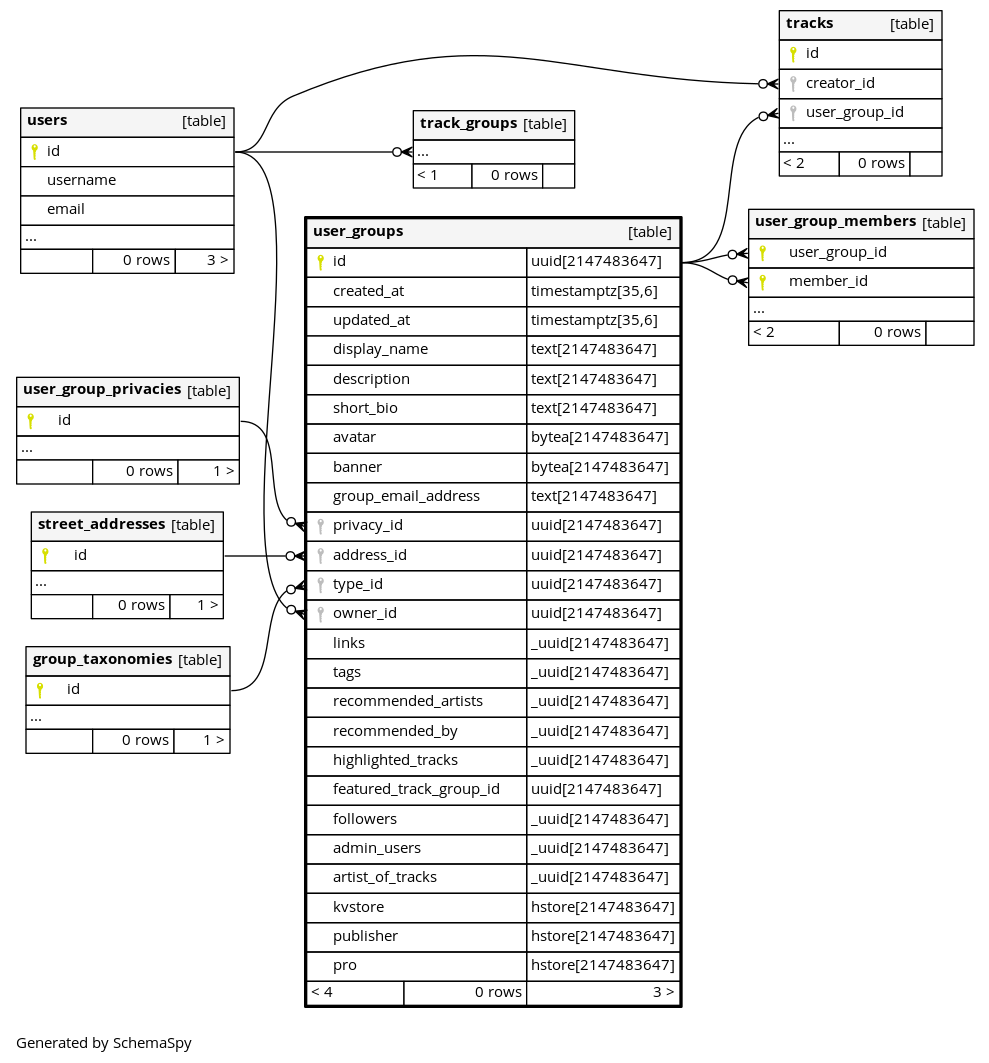 tracks [table]
id
creator_id
user_group_id
...
< 2 0 rows
users [table]
id
username
email
...
0 rows 3 >
track_groups [table]
...
< 1 0 rows
user_group_members [table]
user_group_id
member_id
...
< 2 0 rows
user_groups [table]
id uuid[2147483647]
created_at timestamptz[35,6]
updated_at timestamptz[35,6]
display_name text[2147483647]
description text[2147483647]
short_bio text[2147483647]
avatar bytea[2147483647]
banner bytea[2147483647]
group_email_address text[2147483647]
privacy_id uuid[2147483647]
address_id uuid[2147483647]
type_id uuid[2147483647]
owner_id uuid[2147483647]
links _uuid[2147483647]
tags _uuid[2147483647]
recommended_artists _uuid[2147483647]
recommended_by _uuid[2147483647]
highlighted_tracks _uuid[2147483647]
featured_track_group_id uuid[2147483647]
followers _uuid[2147483647]
admin_users _uuid[2147483647]
artist_of_tracks _uuid[2147483647]
kvstore hstore[2147483647]
publisher hstore[2147483647]
pro hstore[2147483647]
< 4 0 rows 3 >
user_group_privacies [table]
id
...
0 rows 1 >
street_addresses [table]
id
...
0 rows 1 >
group_taxonomies [table]
id
...
0 rows 1 >
Generated by SchemaSpy